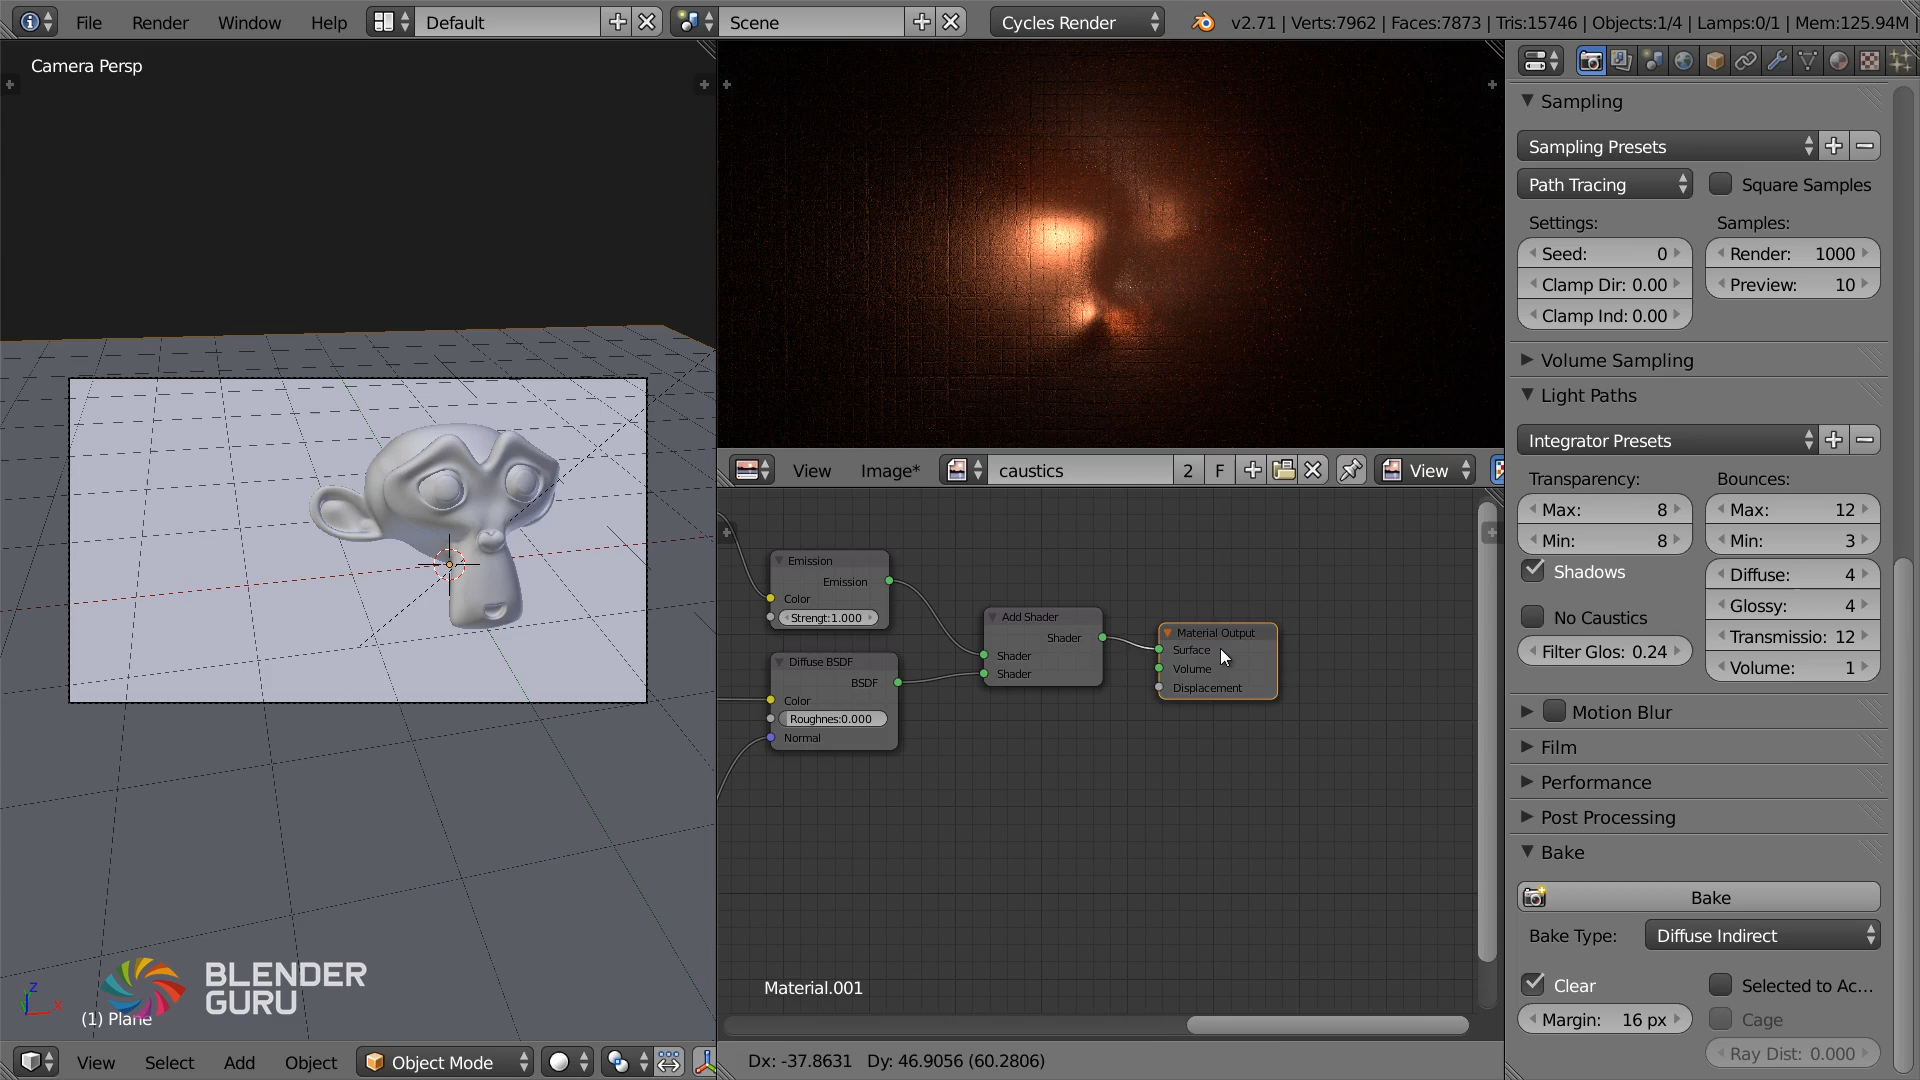 File Render Window Help Default Scene Cycles Render v2.71 | Verts:7962 | Faces:7873 | Tris:15746 | Objects:1/4 | Lamps:0/1 | Mem:125.94M |
Camera Persp
(1) Plane
BLENDER
GURU
View Select Add Object Object Mode
View Image* caustics 2 F View
Emission
Emission
Color
Strengt:1.000
Diffuse BSDF
BSDF
Color
Roughnes:0.000
Normal
Add Shader
Shader
Shader
Shader
Material Output
Surface
Volume
Displacement
Material.001
Dx: -37.8631 Dy: 46.9056 (60.2806)
Sampling
Sampling Presets
Path Tracing Square Samples
Settings: Samples:
Seed: 0 Render: 1000
Clamp Dir: 0.00 Preview: 10
Clamp Ind: 0.00
Volume Sampling
Light Paths
Integrator Presets
Transparency: Bounces:
Max: 8 Max: 12
Min: 8 Min: 3
Shadows Diffuse: 4
Glossy: 4
No Caustics Transmissio: 12
Filter Glos: 0.24 Volume: 1
Motion Blur
Film
Performance
Post Processing
Bake
Bake
Bake Type: Diffuse Indirect
Clear Selected to Ac...
Margin: 16 px Cage
Ray Dist: 0.000
z
x